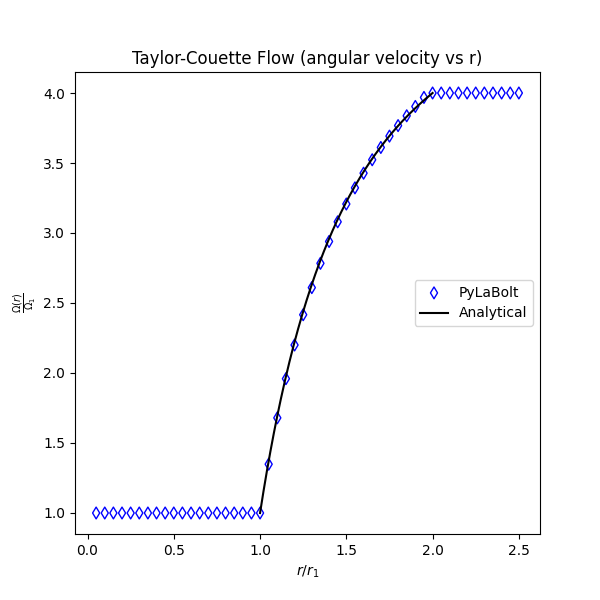 Taylor-Couette Flow (angular velocity vs r)
4.0
3.5
3.0
2.5
2.0
1.5
1.0
Ω(r)/Ω₁
PyLaBolt
Analytical
0.0 0.5 1.0 1.5 2.0 2.5
r/r₁